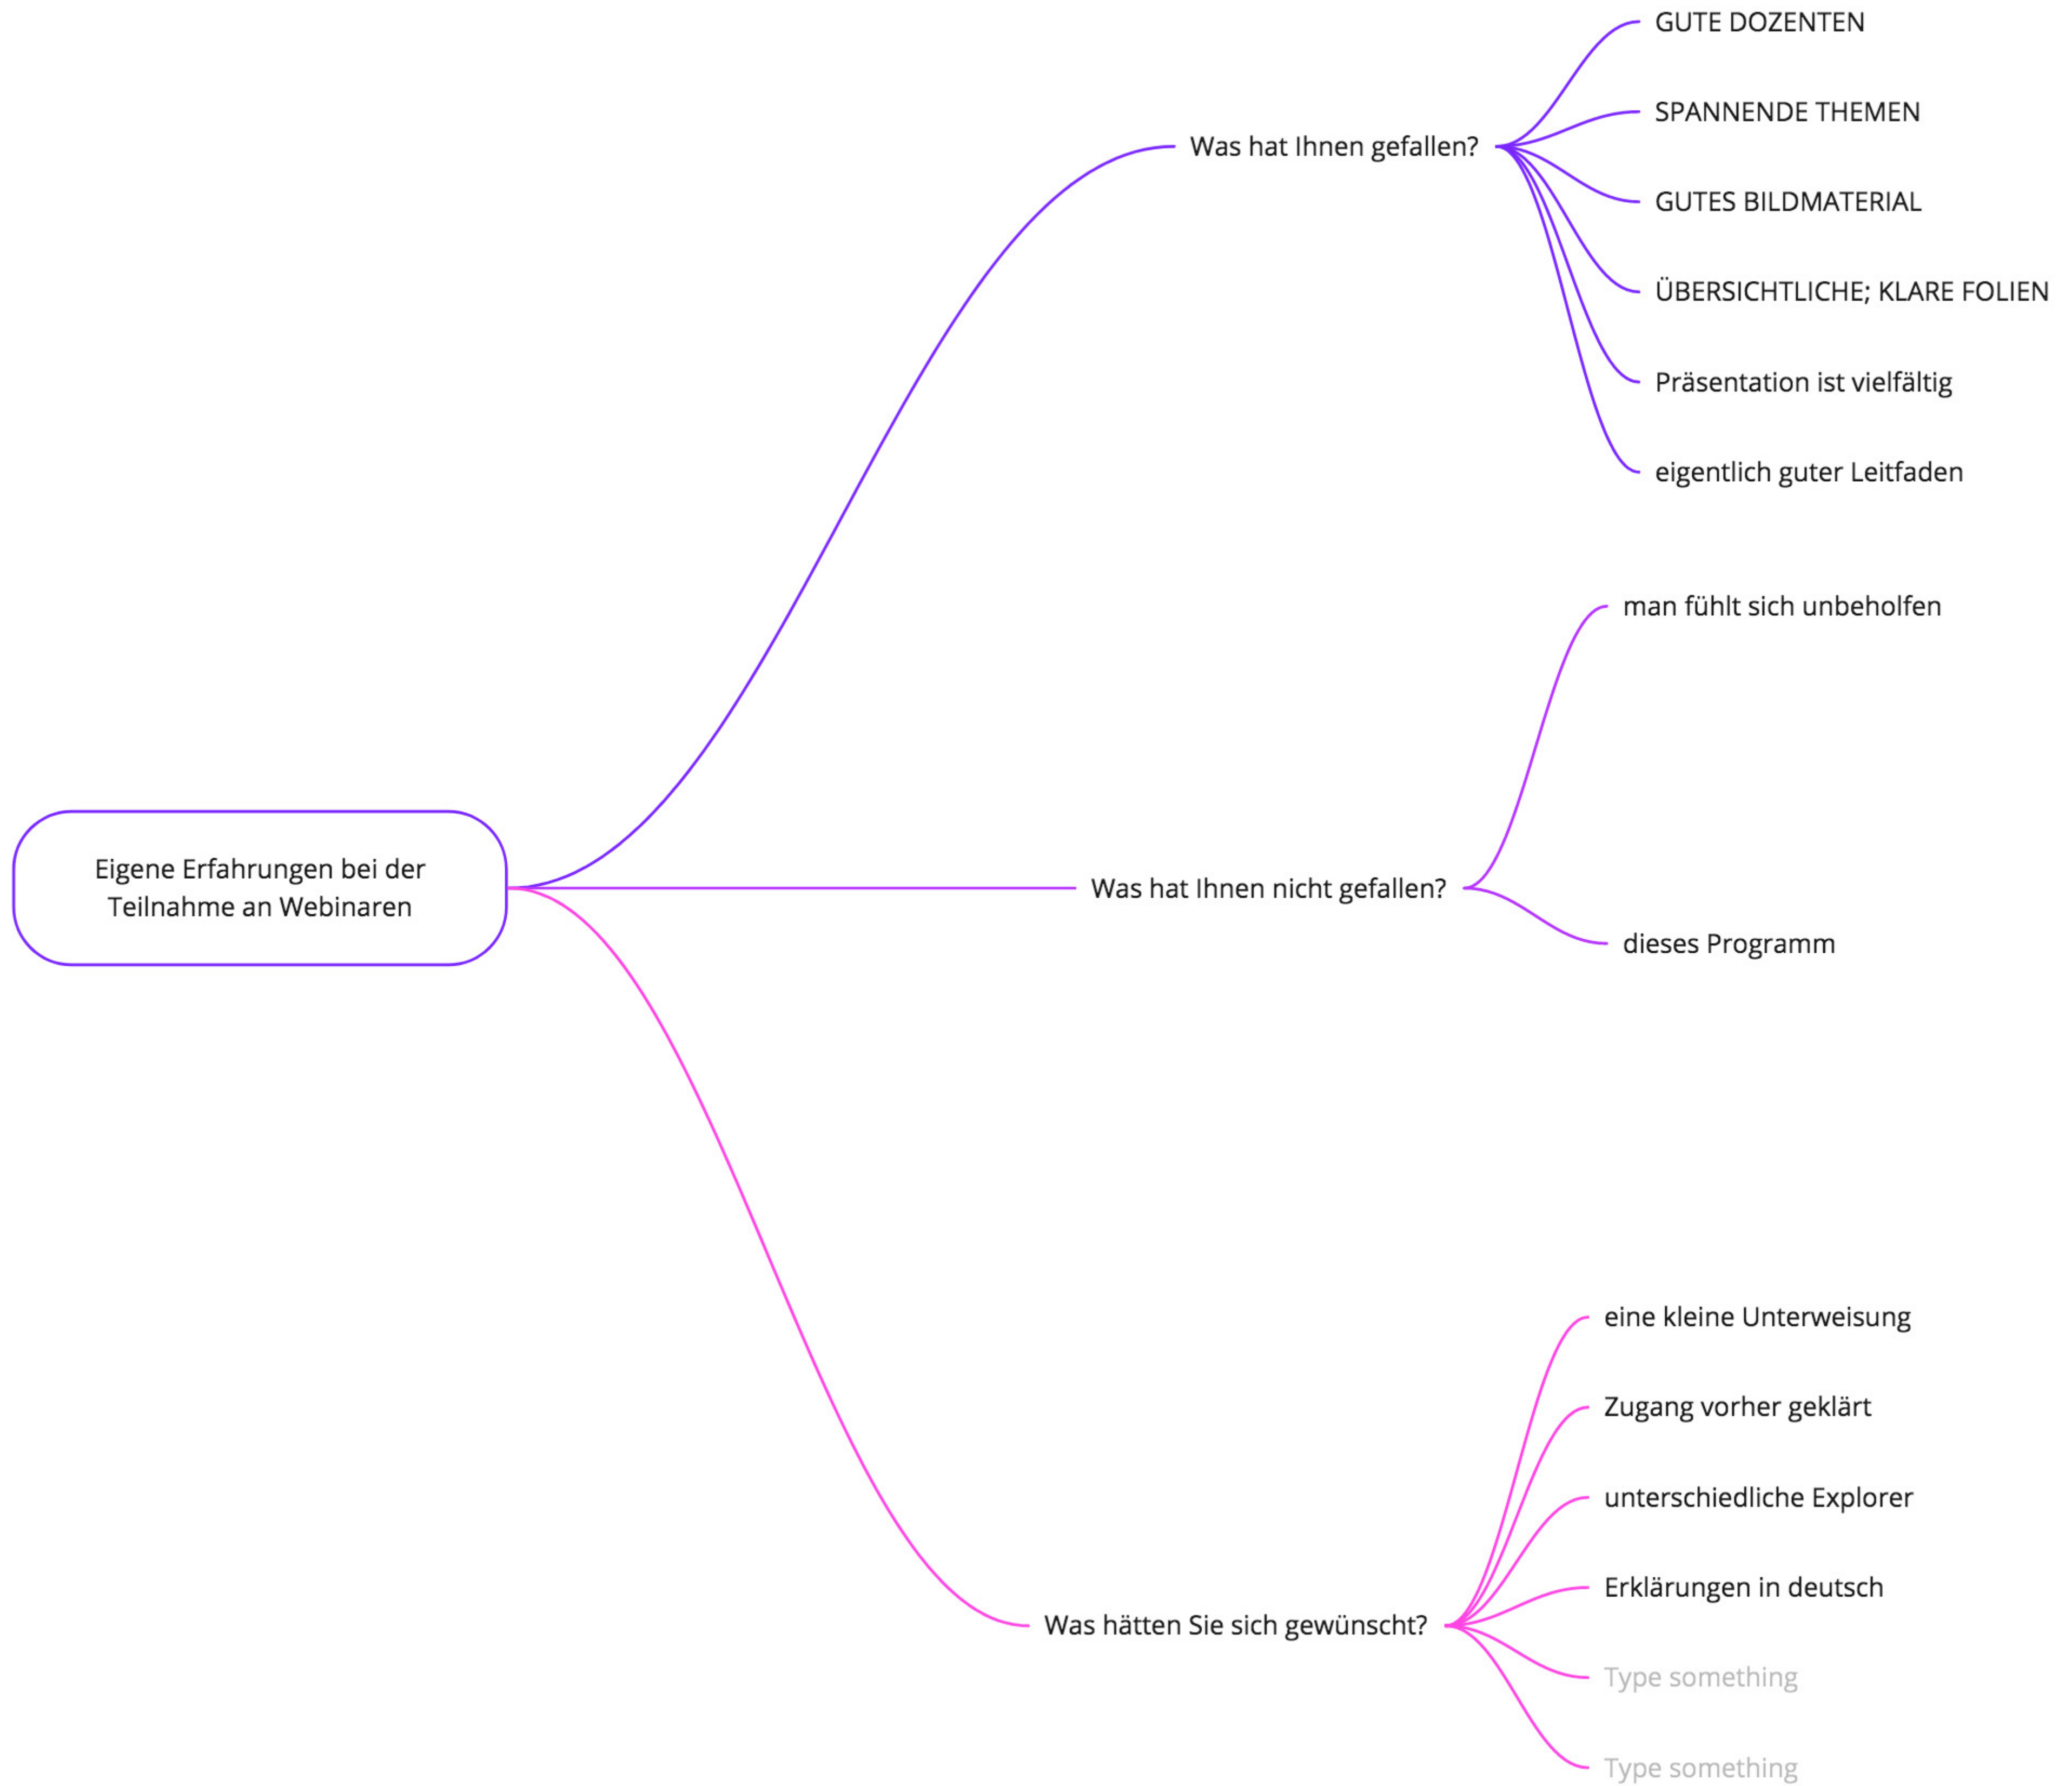 Eigene Erfahrungen bei der
Teilnahme an Webinaren
Was hat Ihnen gefallen?
GUTE DOZENTEN
SPANNENDE THEMEN
GUTES BILDMATERIAL
ÜBERSICHTLICHE; KLARE FOLIEN
Präsentation ist vielfältig
eigentlich guter Leitfaden
Was hat Ihnen nicht gefallen?
man fühlt sich unbeholfen
dieses Programm
Was hätten Sie sich gewünscht?
eine kleine Unterweisung
Zugang vorher geklärt
unterschiedliche Explorer
Erklärungen in deutsch
Type something
Type something